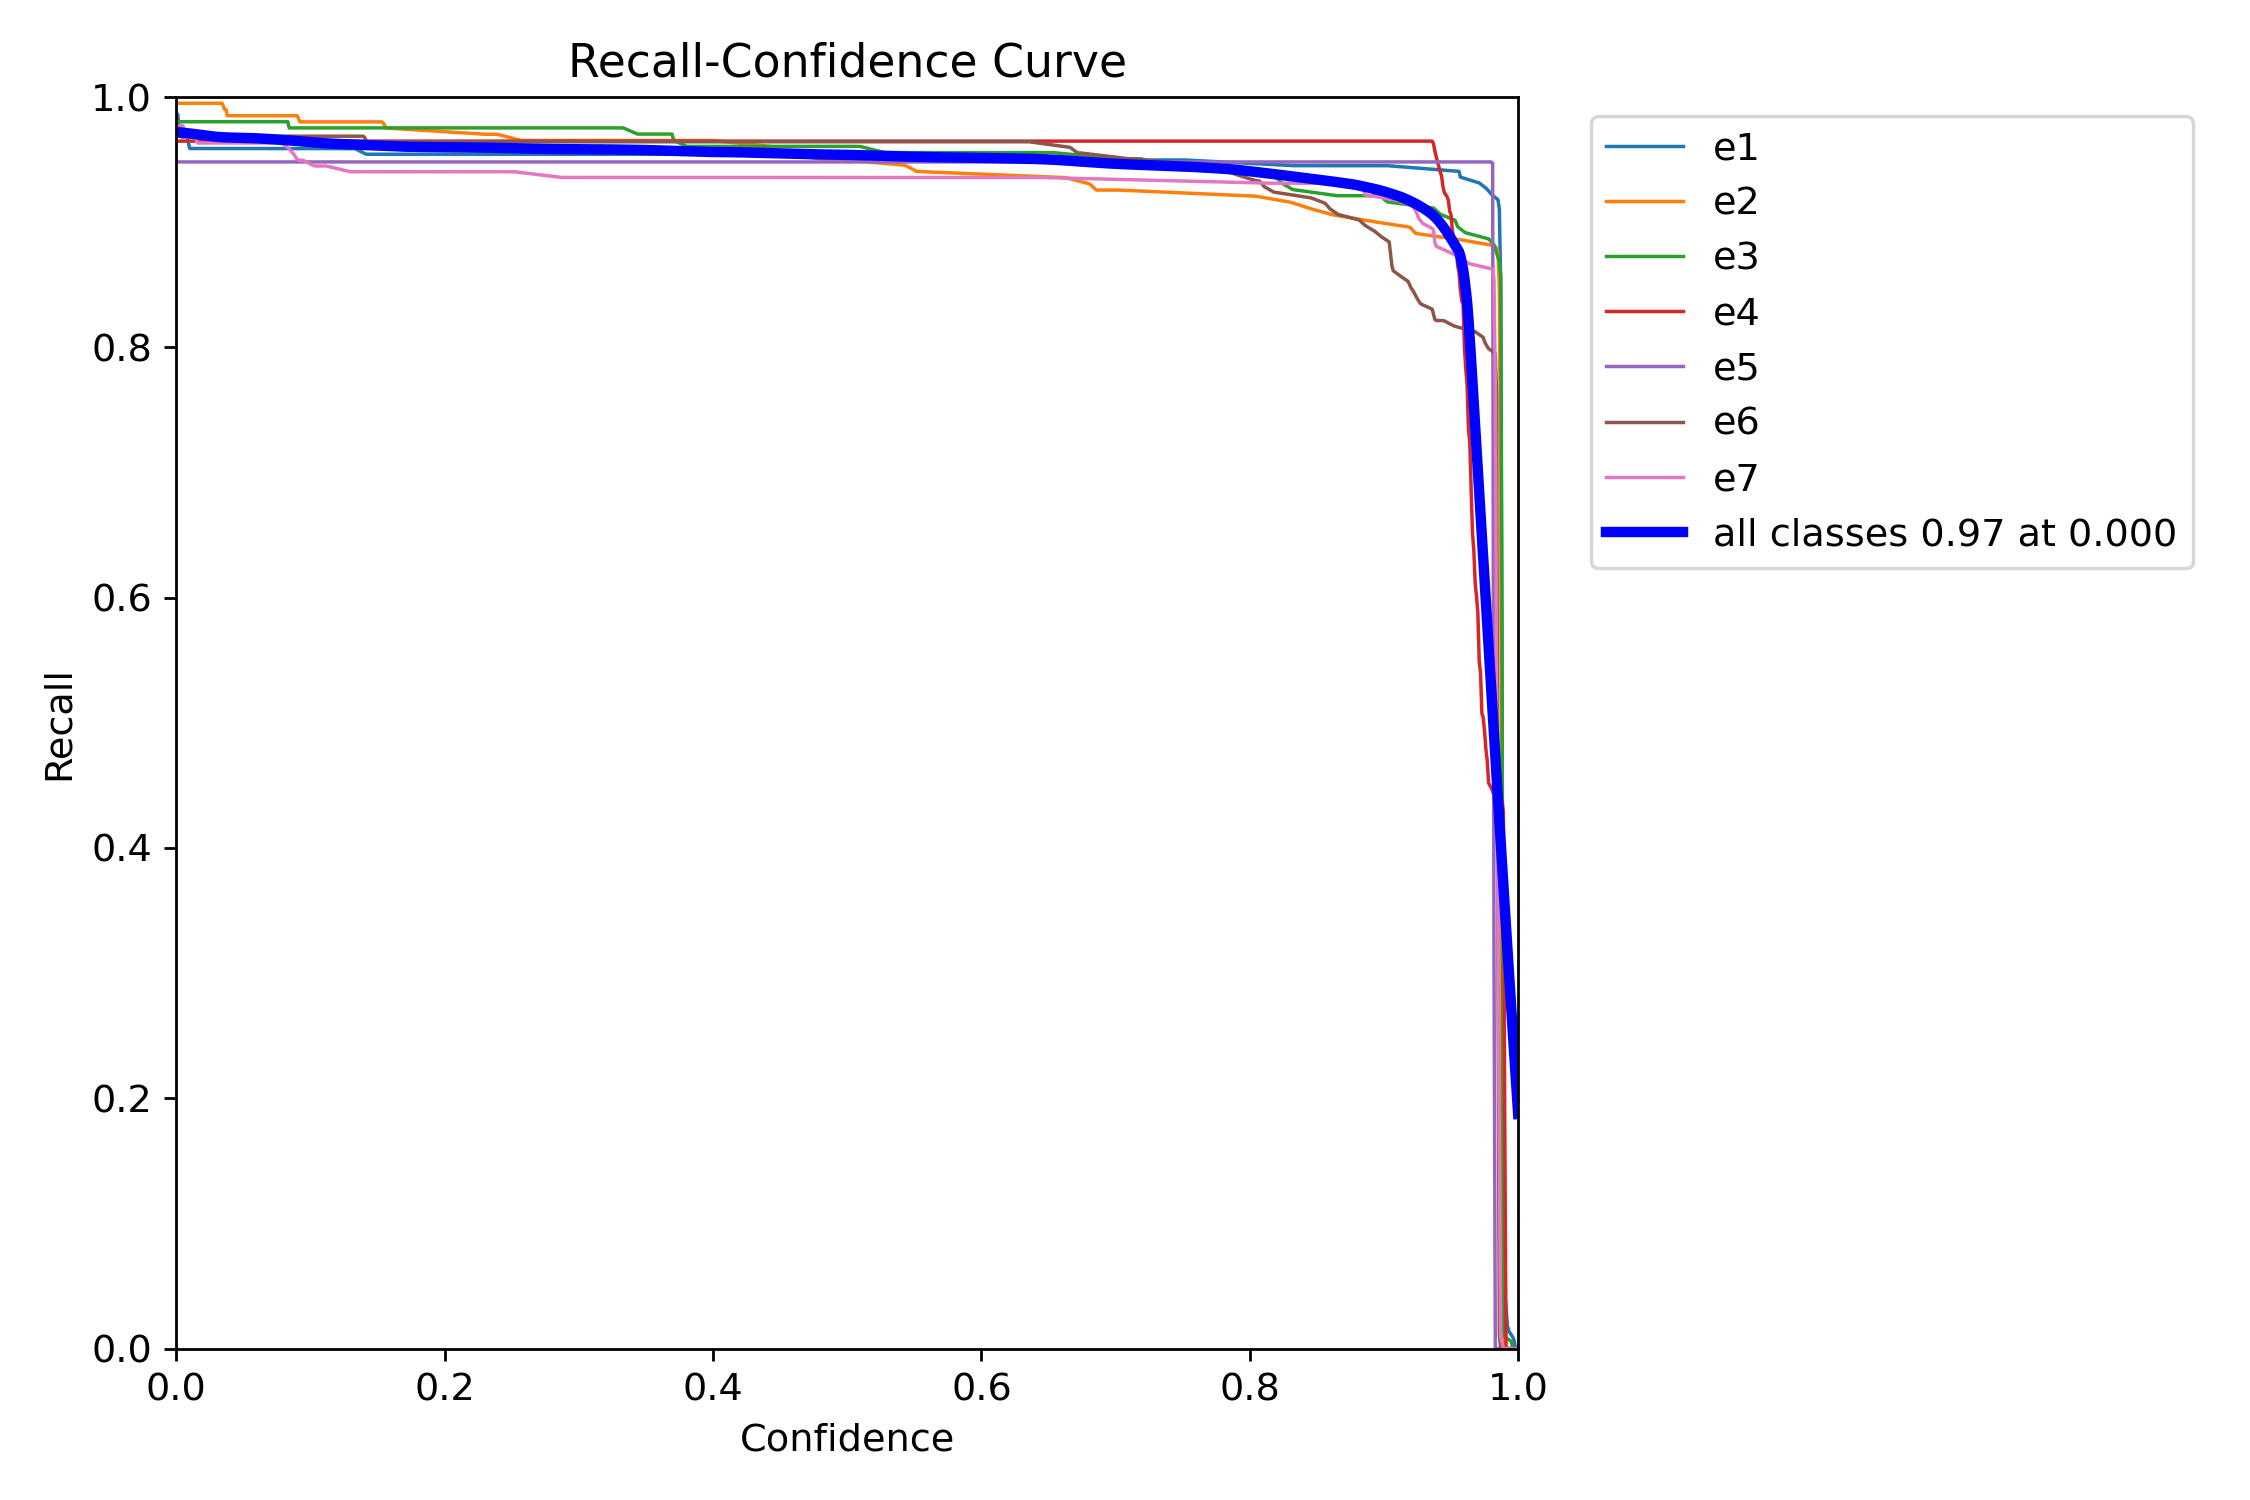 Recall-Confidence Curve
1.0
0.8
0.6
0.4
0.2
0.0
Recall
0.0 0.2 0.4 0.6 0.8 1.0
Confidence
e1
e2
e3
e4
e5
e6
e7
all classes 0.97 at 0.000